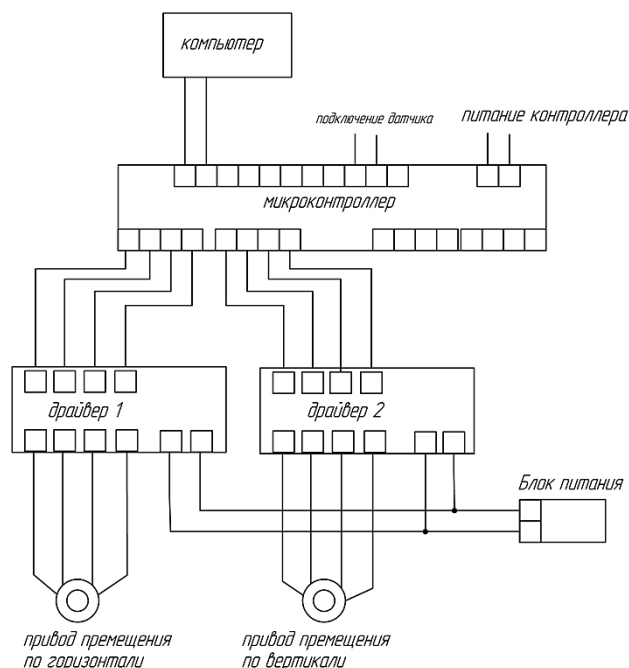 компьютер
подключение датчика
питание контроллера
микроконтроллер
драйвер 1
драйвер 2
Блок питания
привод премещения
по горизонтали
привод премещения
по вертикали